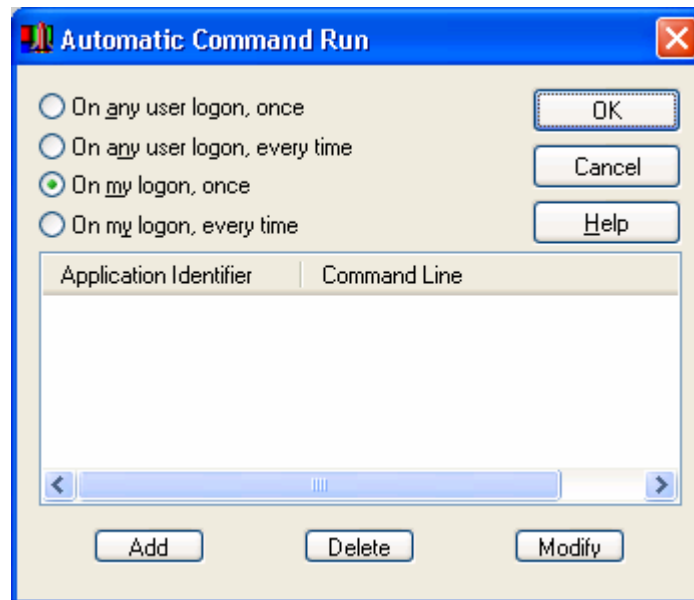 Automatic Command Run
On any user logon, once
On any user logon, every time
On my logon, once
On my logon, every time
OK
Cancel
Help
Application Identifier Command Line
Add Delete Modify